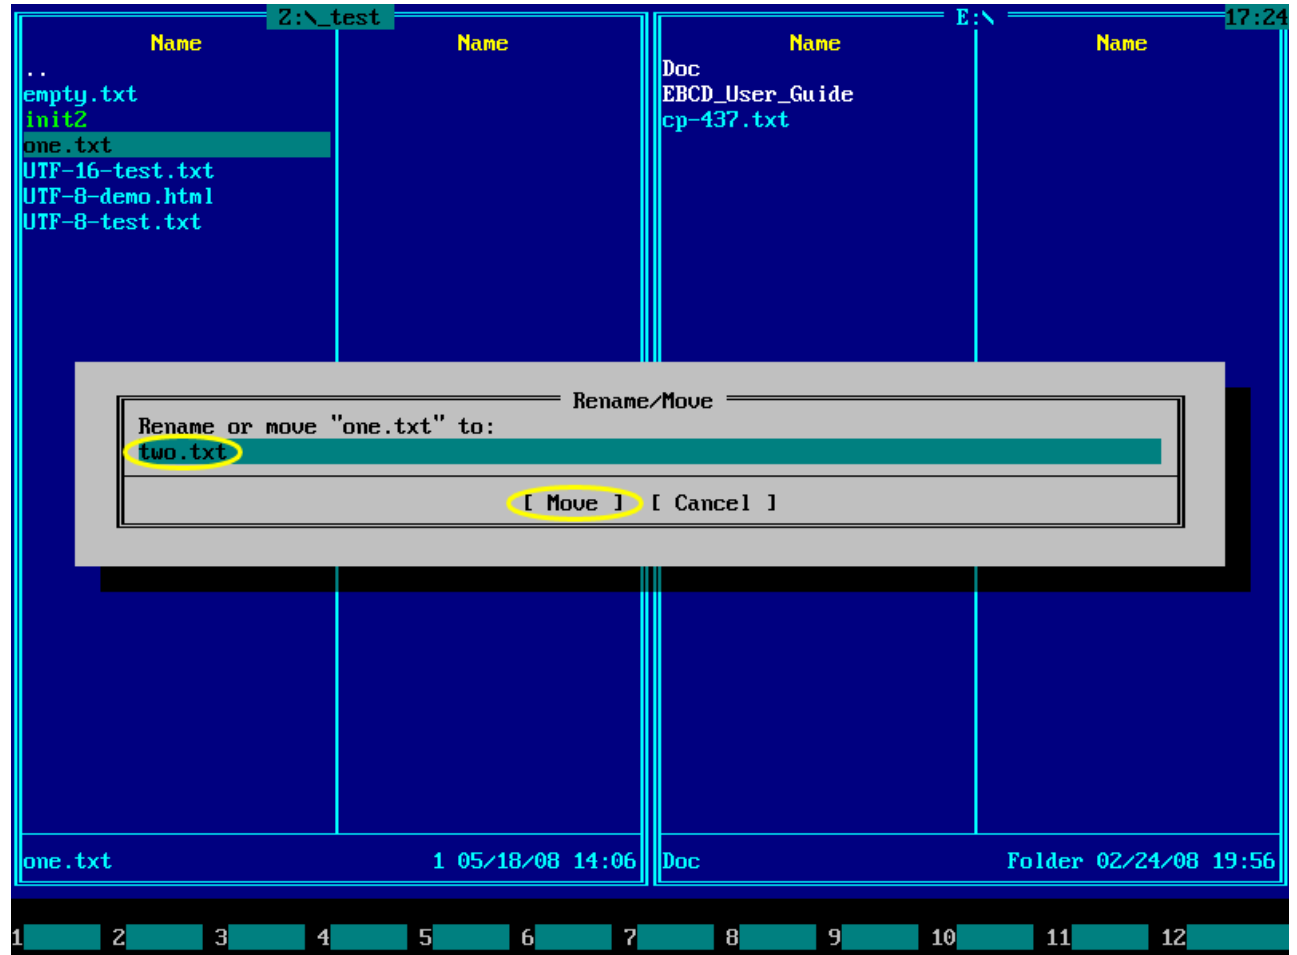 Z:\_test
E:\
17:24
Name
Name
Name
Name
..
empty.txt
init2
one.txt
UTF-16-test.txt
UTF-8-demo.html
UTF-8-test.txt
Doc
EBCD_User_Guide
cp-437.txt
Rename/Move
Rename or move "one.txt" to:
two.txt
[ Move ] [ Cancel ]
one.txt 1 05/18/08 14:06
Doc Folder 02/24/08 19:56
1 2 3 4 5 6 7 8 9 10 11 12